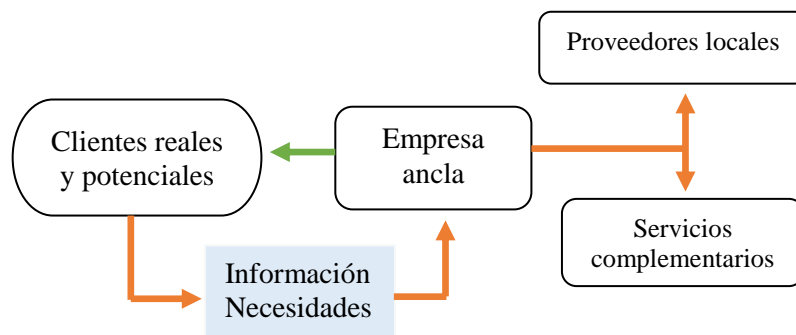 Proveedores locales
Clientes reales
y potenciales
Empresa
ancla
Servicios
complementarios
Información
Necesidades